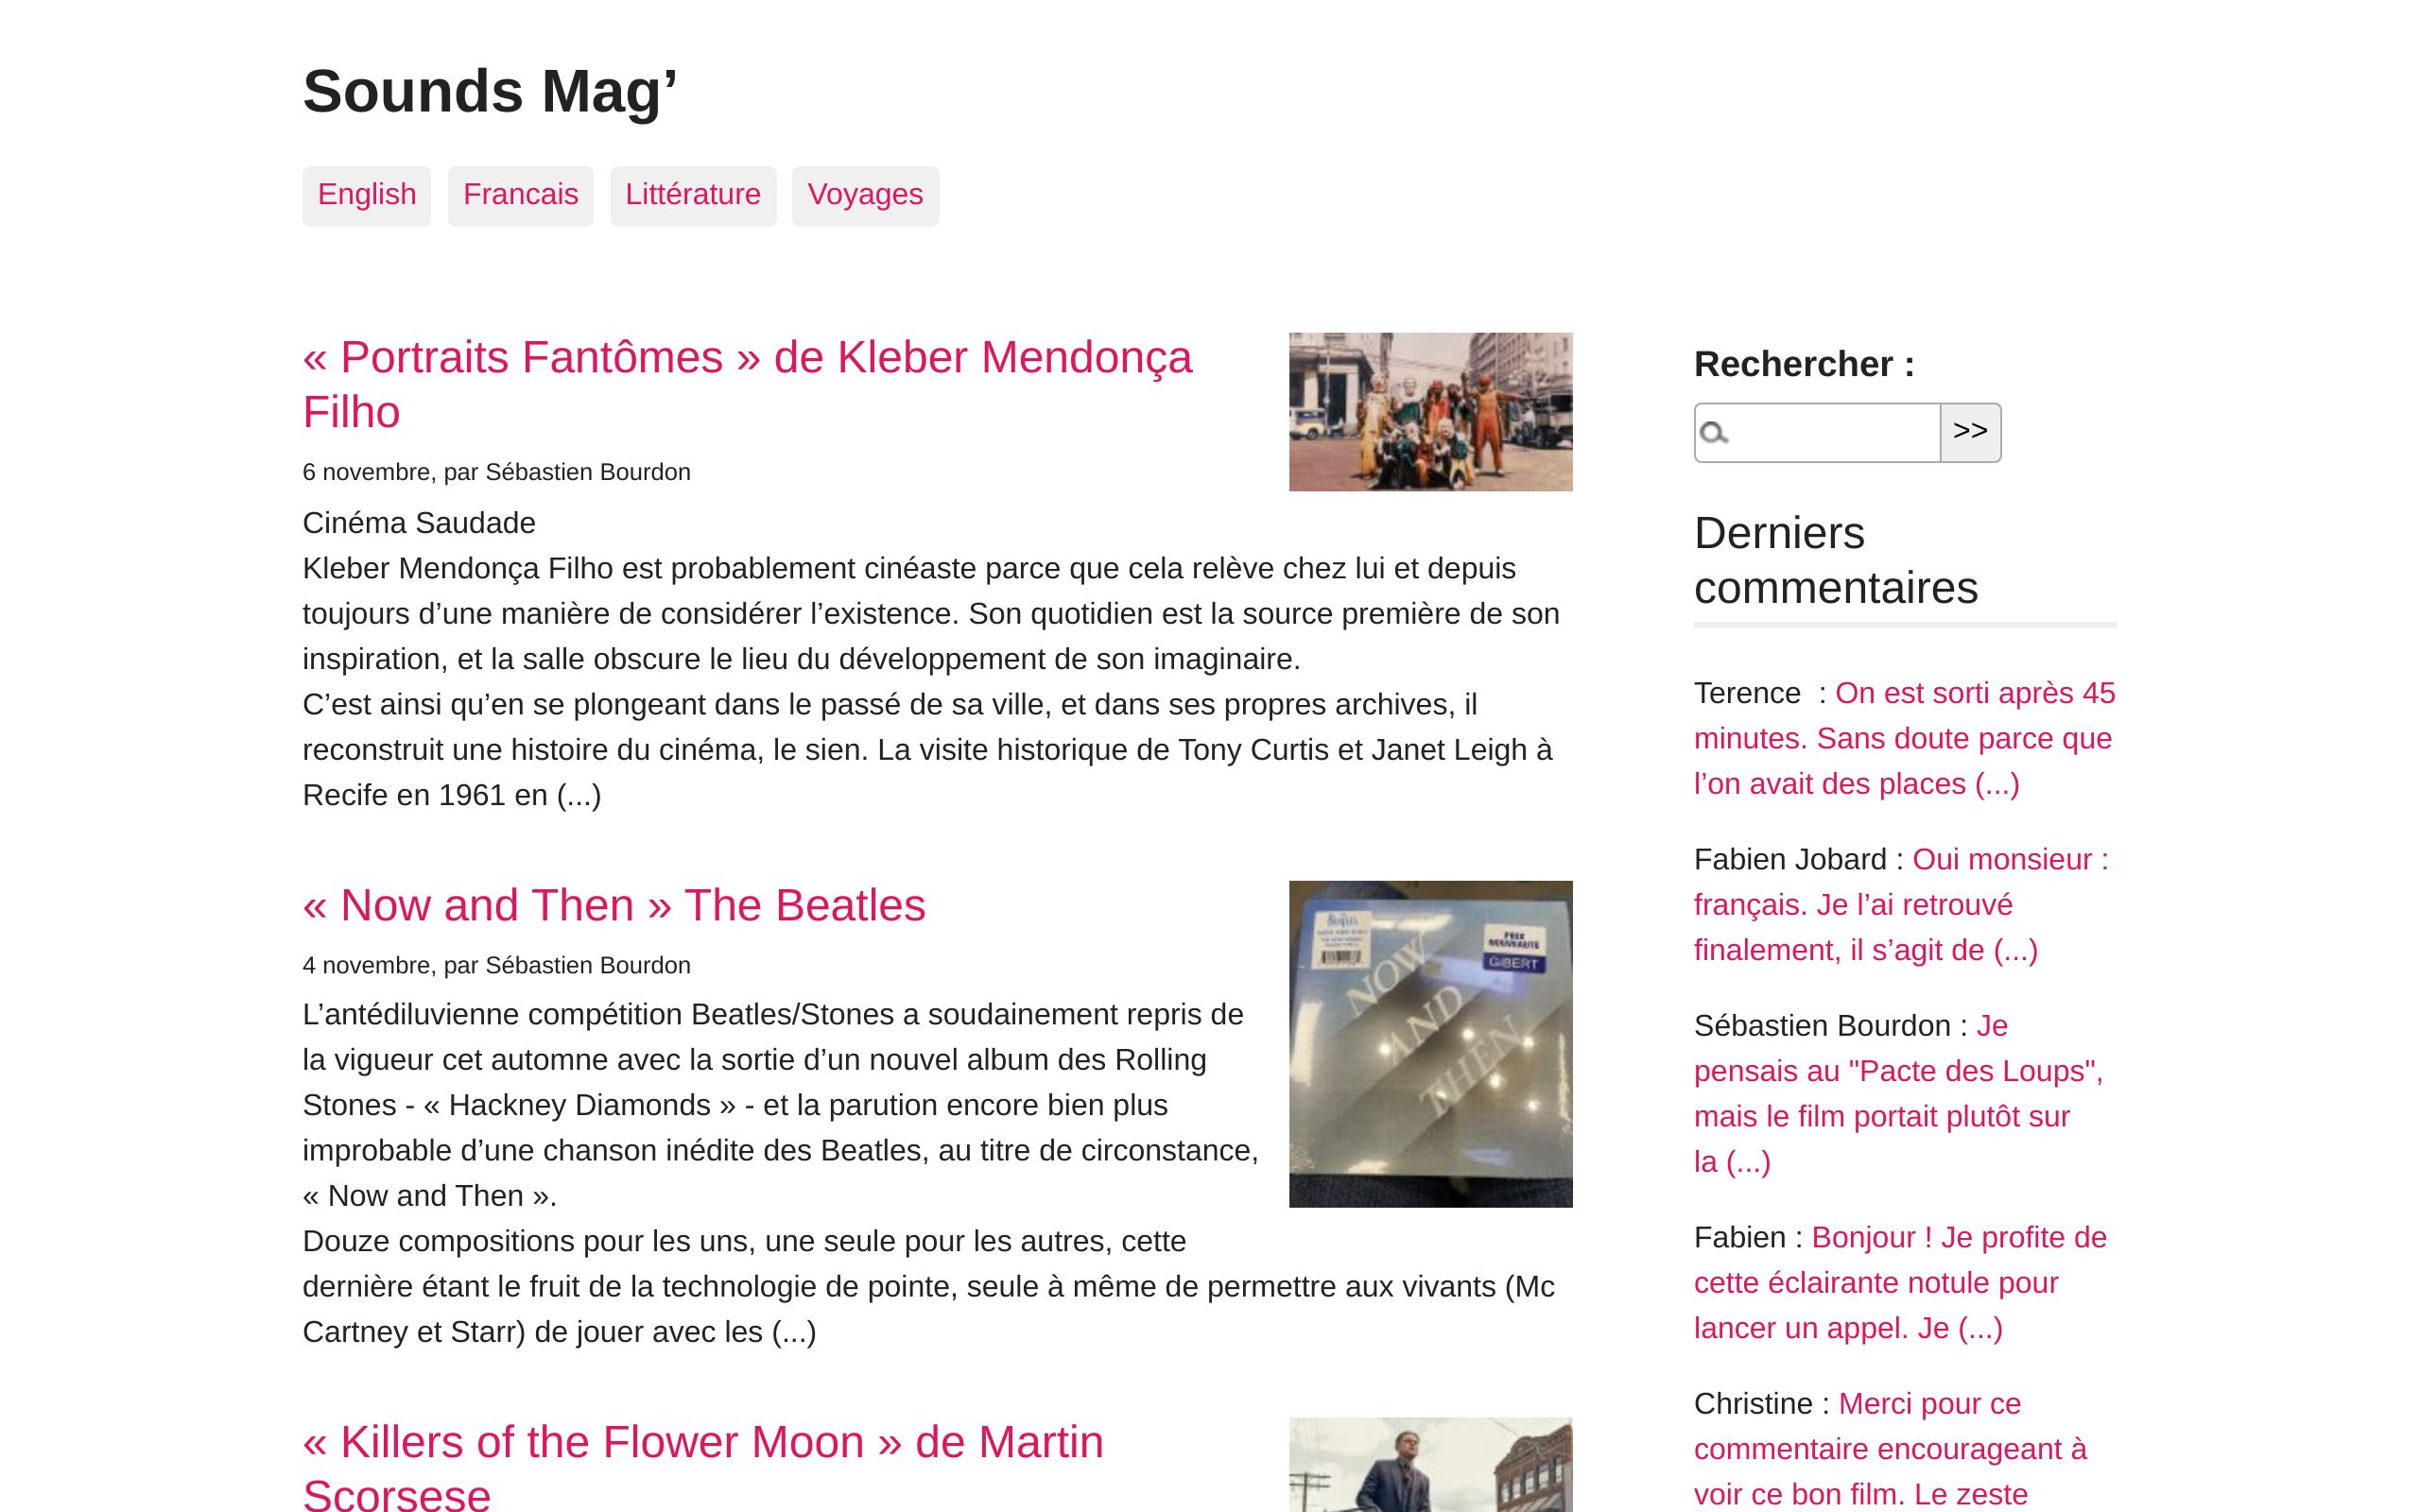 Sounds Mag’
English
Francais
Littérature
Voyages
« Portraits Fantômes » de Kleber Mendonça
Filho
6 novembre, par Sébastien Bourdon
Cinéma Saudade
Kleber Mendonça Filho est probablement cinéaste parce que cela relève chez lui et depuis
toujours d’une manière de considérer l’existence. Son quotidien est la source première de son
inspiration, et la salle obscure le lieu du développement de son imaginaire.
C’est ainsi qu’en se plongeant dans le passé de sa ville, et dans ses propres archives, il
reconstruit une histoire du cinéma, le sien. La visite historique de Tony Curtis et Janet Leigh à
Recife en 1961 en (...)
« Now and Then » The Beatles
4 novembre, par Sébastien Bourdon
L’antédiluvienne compétition Beatles/Stones a soudainement repris de
la vigueur cet automne avec la sortie d’un nouvel album des Rolling
Stones - « Hackney Diamonds » - et la parution encore bien plus
improbable d’une chanson inédite des Beatles, au titre de circonstance,
« Now and Then ».
Douze compositions pour les uns, une seule pour les autres, cette
dernière étant le fruit de la technologie de pointe, seule à même de permettre aux vivants (Mc
Cartney et Starr) de jouer avec les (...)
PRIX
NOUVEAUTÉ
GIBERT
NOW
AND
THEN
« Killers of the Flower Moon » de Martin
Scorsese
Rechercher :
>>
Derniers
commentaires
Terence  : On est sorti après 45
minutes. Sans doute parce que
l’on avait des places (...)
Fabien Jobard : Oui monsieur :
français. Je l’ai retrouvé
finalement, il s’agit de (...)
Sébastien Bourdon : Je
pensais au "Pacte des Loups",
mais le film portait plutôt sur
la (...)
Fabien : Bonjour ! Je profite de
cette éclairante notule pour
lancer un appel. Je (...)
Christine : Merci pour ce
commentaire encourageant à
voir ce bon film. Le zeste